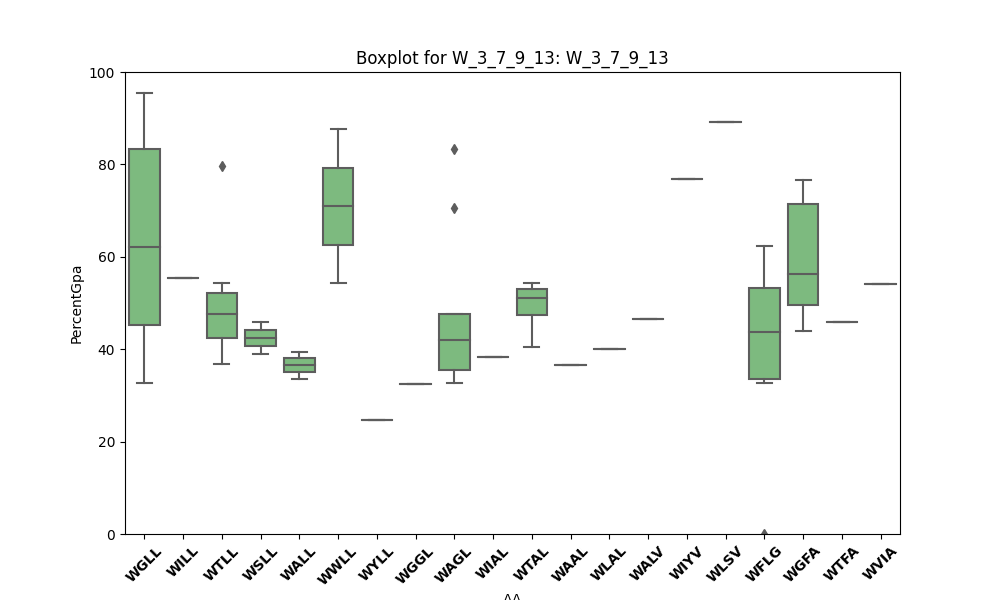 Boxplot for W_3_7_9_13: W_3_7_9_13
PercentGpa
100
80
60
40
20
0
WGLL WILL WTLL WSLL WALL WWLL WYLL WGGL WAGL WIAL WTAL WAAL WLAL WALV WIYV WLSV WFLG WGFA WTFA WVIA
AA